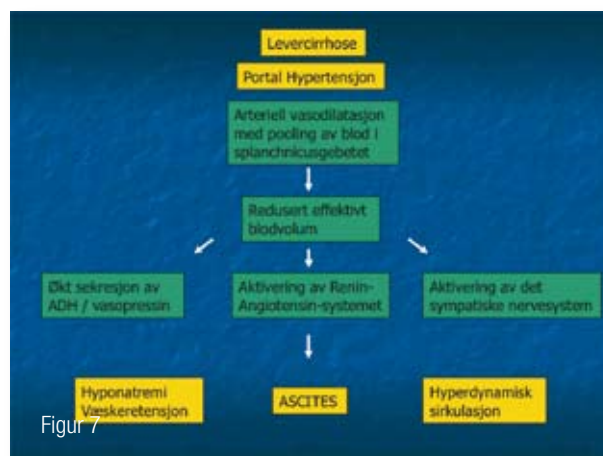 Levercirrhose
Portal Hypertensjon
Arteriell vasodilatasjon
med pooling av blod i
splanchnicusgebetet
Redusert effektivt
blodvolum
Økt sekresjon av
ADH / vasopressin
Aktivering av Renin-
Angiotensin-systemet
Aktivering av det
sympatiske nervesystem
Hyponatremi
Væskeretensjon
ASCITES
Hyperdynamisk
sirkulasjon
Figur 7